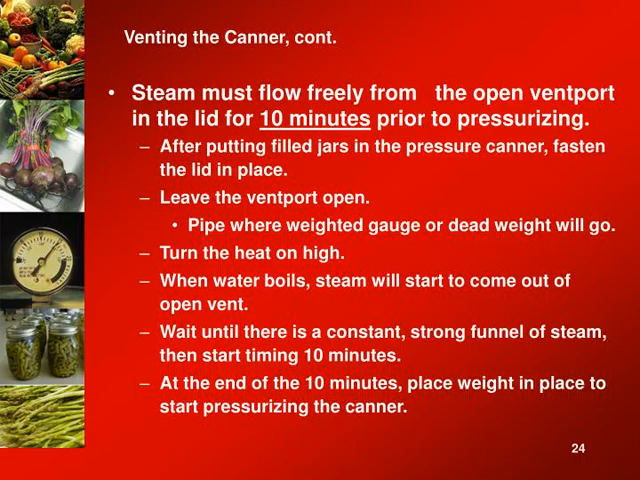 Venting the Canner, cont.
• Steam must flow freely from   the open ventport
in the lid for 10 minutes prior to pressurizing.
– After putting filled jars in the pressure canner, fasten
the lid in place.
– Leave the ventport open.
• Pipe where weighted gauge or dead weight will go.
– Turn the heat on high.
– When water boils, steam will start to come out of
open vent.
– Wait until there is a constant, strong funnel of steam,
then start timing 10 minutes.
– At the end of the 10 minutes, place weight in place to
start pressurizing the canner.
24